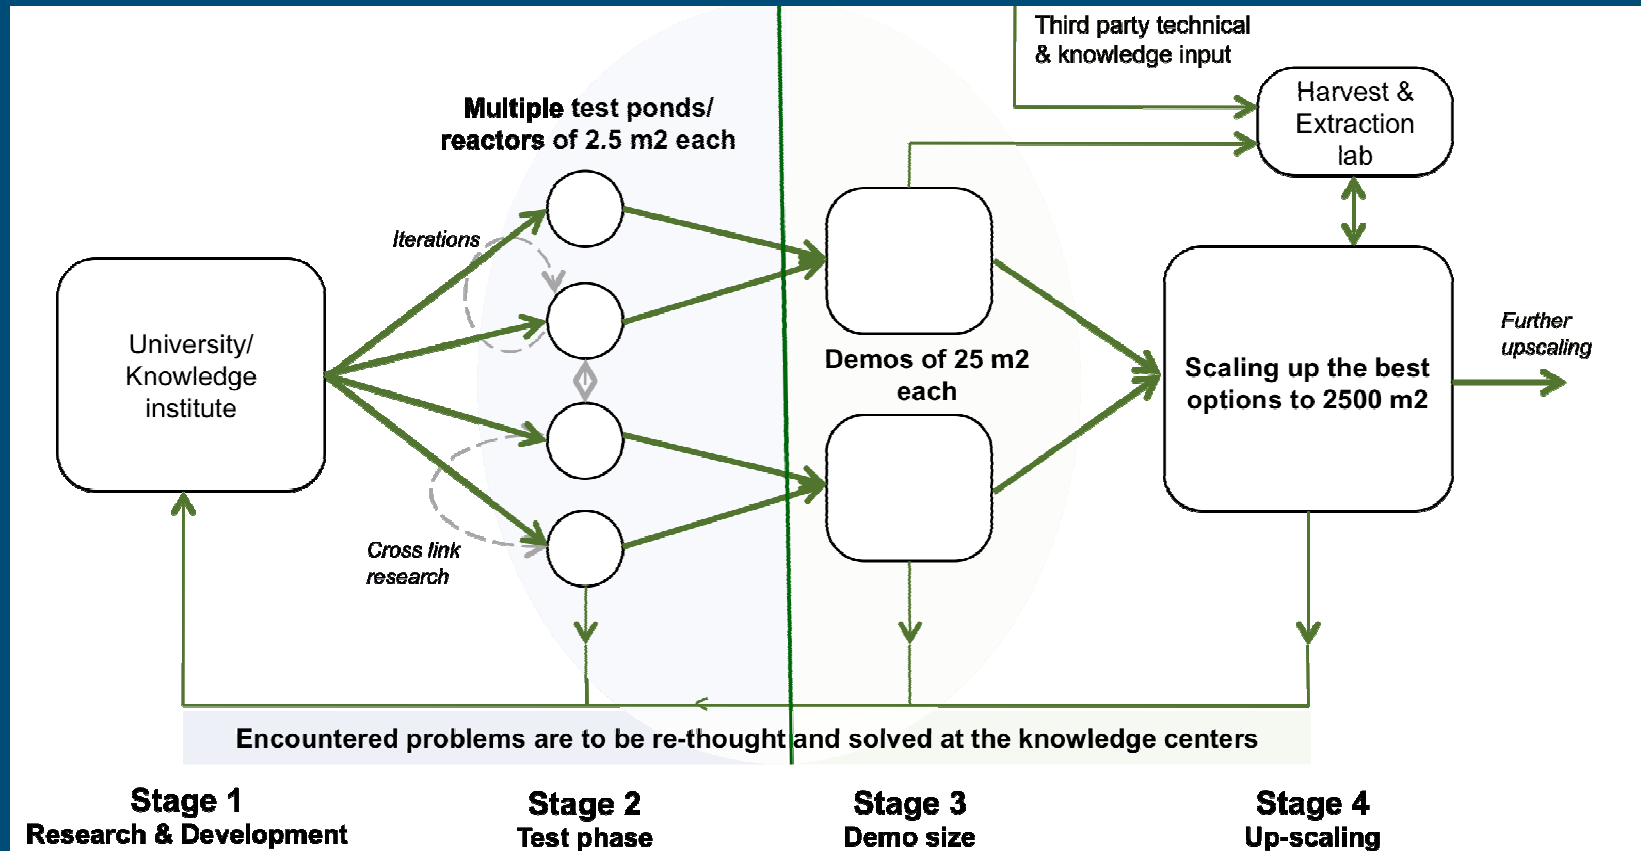 Third party technical
& knowledge input
Harvest &
Extraction
lab
Multiple test ponds/
reactors of 2.5 m2 each
Iterations
University/
Knowledge
institute
Demos of 25 m2
each
Scaling up the best
options to 2500 m2
Further
upscaling
Cross link
research
Encountered problems are to be re-thought and solved at the knowledge centers
Stage 1
Research & Development
Stage 2
Test phase
Stage 3
Demo size
Stage 4
Up-scaling